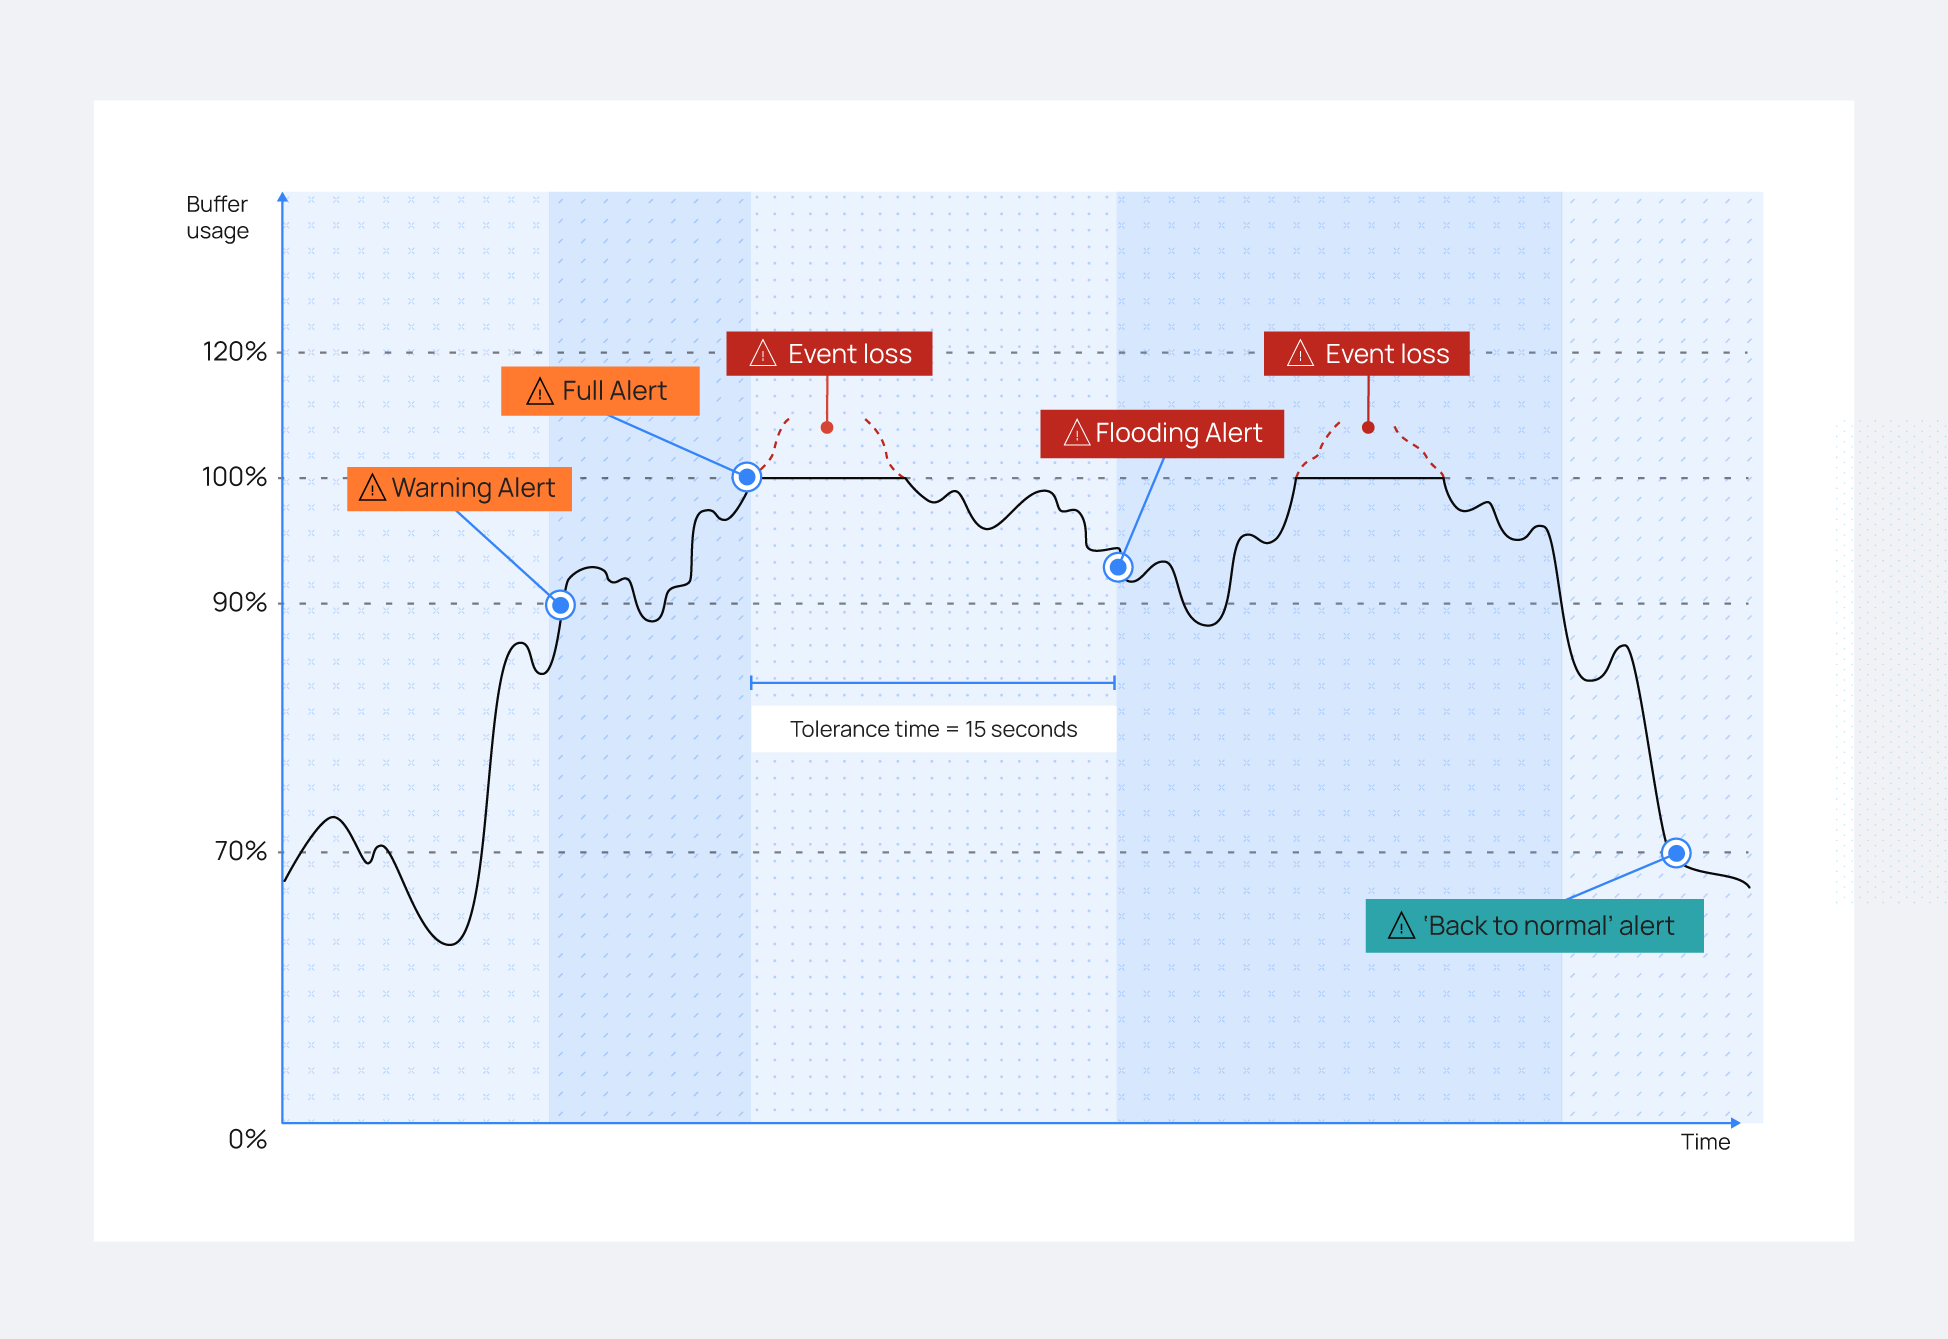 Buffer
usage
120%
Event loss
Event loss
Full Alert
Flooding Alert
100%
Warning Alert
90%
Tolerance time = 15 seconds
70%
‘Back to normal’ alert
0%
Time